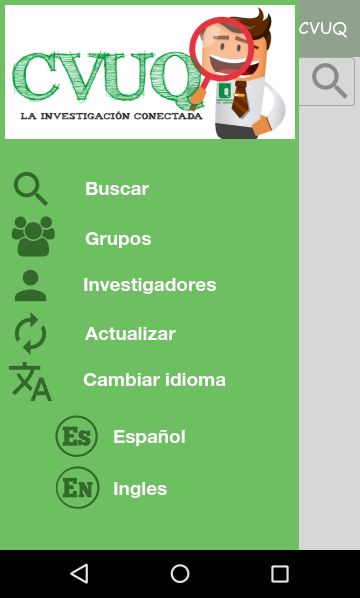 CVUQ
LA INVESTIGACIÓN CONECTADA
CVUQ
Buscar
Grupos
Investigadores
Actualizar
Cambiar idioma
Es Español
En Ingles